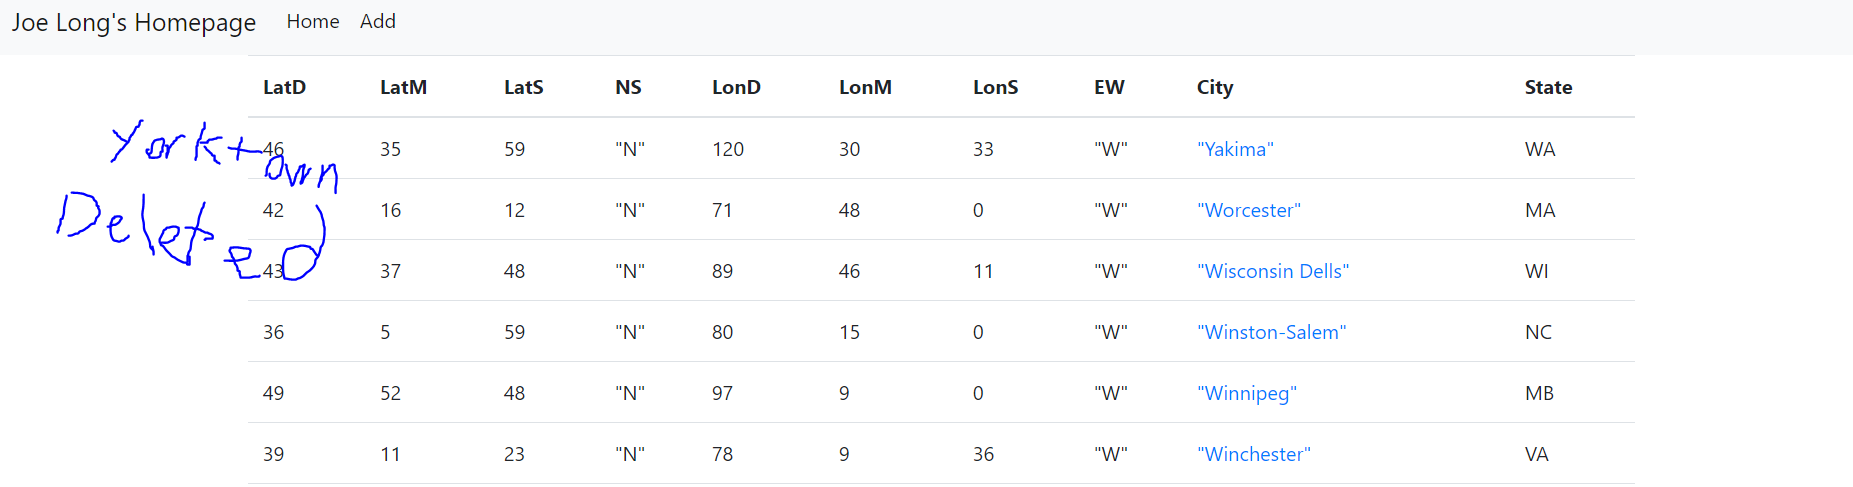 Joe Long's Homepage Home Add
LatD LatM LatS NS LonD LonM LonS EW City State
Yorktown
46 35 59 "N" 120 30 33 "W" "Yakima" WA
Deleted
42 16 12 "N" 71 48 0 "W" "Worcester" MA
43 37 48 "N" 89 46 11 "W" "Wisconsin Dells" WI
36 5 59 "N" 80 15 0 "W" "Winston-Salem" NC
49 52 48 "N" 97 9 0 "W" "Winnipeg" MB
39 11 23 "N" 78 9 36 "W" "Winchester" VA